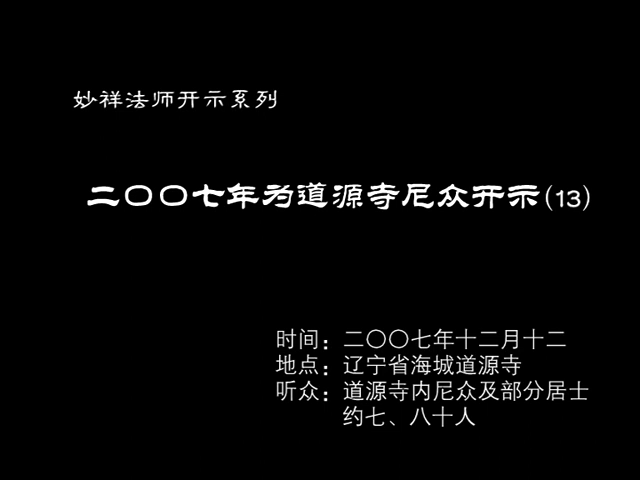 妙祥法师开示系列
二〇〇七年为道源寺尼众开示(13)
时间：二〇〇七年十二月十二
地点：辽宁省海城道源寺
听众：道源寺内尼众及部分居士
约七、八十人